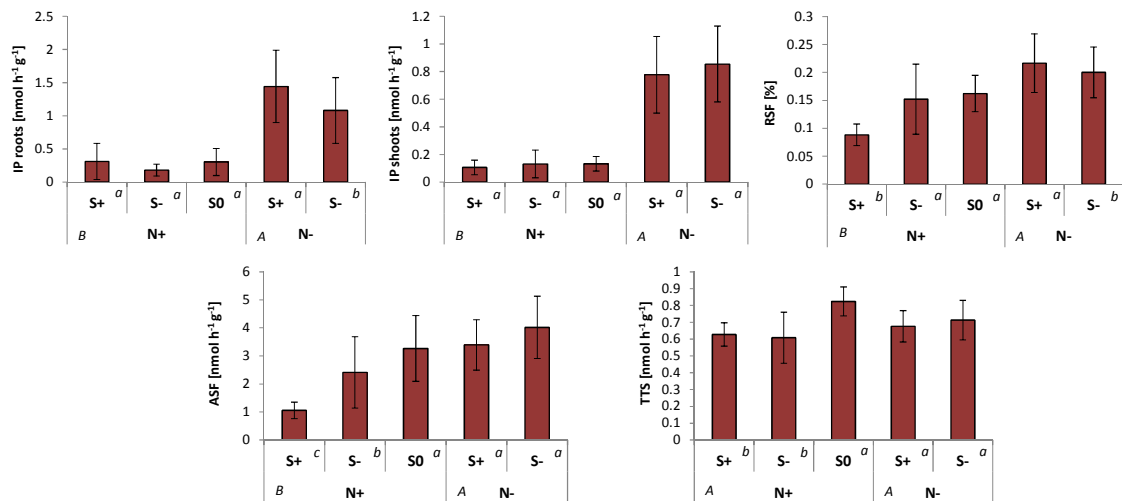 IP roots [nmol h⁻¹ g⁻¹]
2.5
2
1.5
1
0.5
0
S+ a S- a S0 a S+ a S- b
B N+ A N-
IP shoots [nmol h⁻¹ g⁻¹]
1.2
1
0.8
0.6
0.4
0.2
0
S+ a S- a S0 a S+ a S- a
B N+ A N-
RSF [%]
0.3
0.25
0.2
0.15
0.1
0.05
0
S+ b S- a S0 a S+ a S- b
B N+ A N-
ASF [nmol h⁻¹ g⁻¹]
6
5
4
3
2
1
0
S+ c S- b S0 a S+ a S- a
B N+ A N-
TTS [nmol h⁻¹ g⁻¹]
1
0.9
0.8
0.7
0.6
0.5
0.4
0.3
0.2
0.1
0
S+ b S- b S0 a S+ a S- a
A N+ A N-